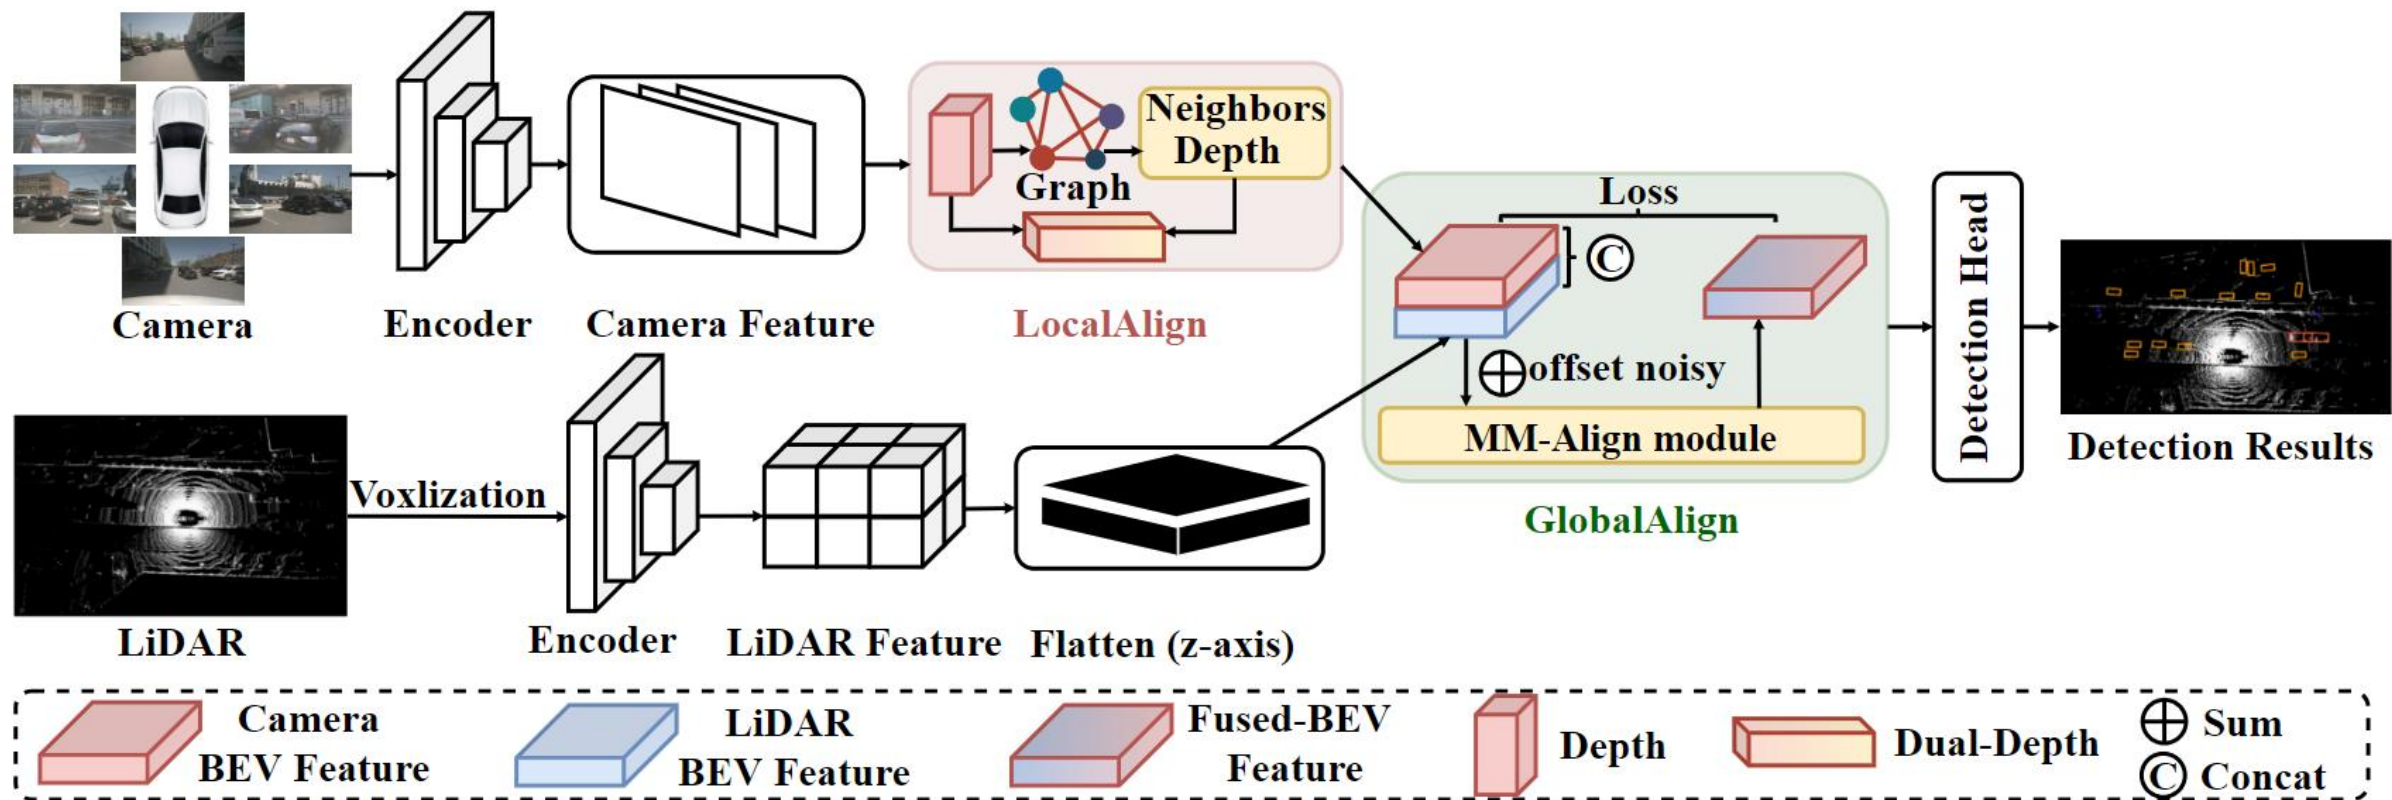 Camera
Encoder
Camera Feature
Neighbors
Depth
Graph
LocalAlign
Loss
C
offset noisy
MM-Align module
GlobalAlign
Detection Head
Detection Results
LiDAR
Voxlization
Encoder
LiDAR Feature
Flatten (z-axis)
Camera
BEV Feature
LiDAR
BEV Feature
Fused-BEV
Feature
Depth
Dual-Depth
Sum
C Concat